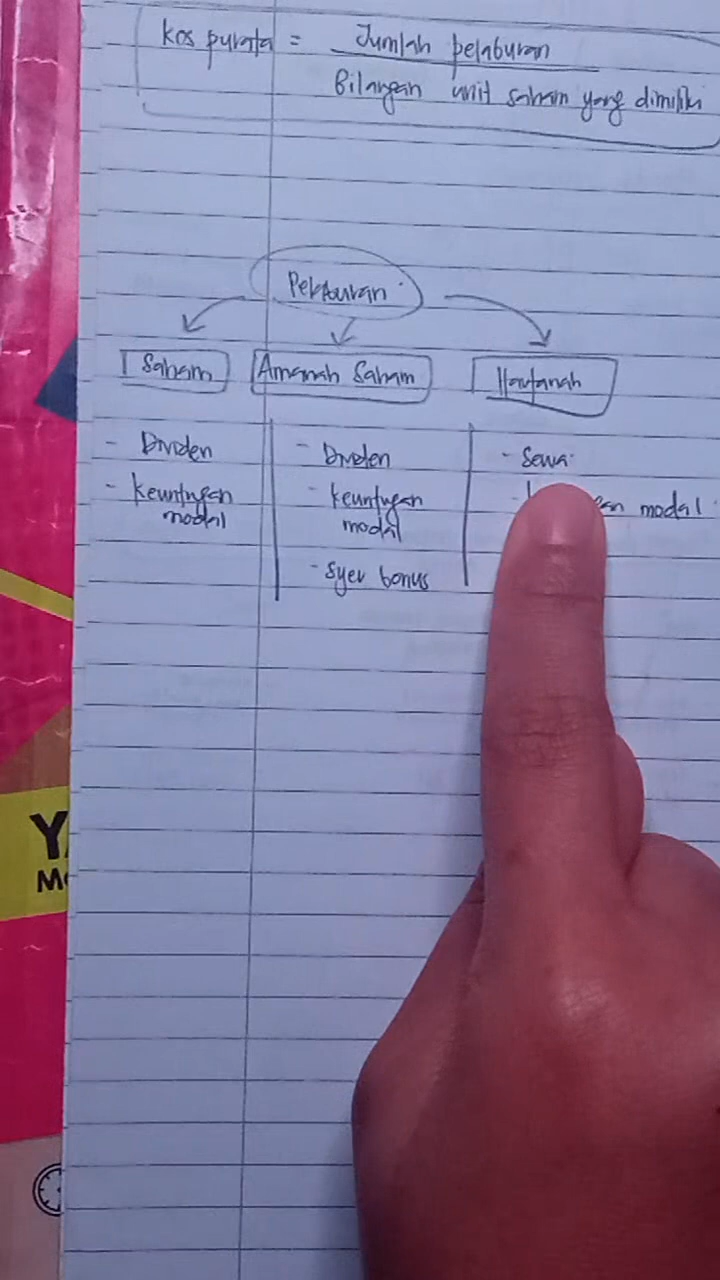 Kos purata = Jumlah pelaburan
Bilangan unit saham yang dimiliki
Pelaburan
Saham
Amanah Saham
Hartanah
- Dividen
- Keuntungan
modal
- Dividen
- Keuntungan
modal
- Syer bonus
- Sewa
modal